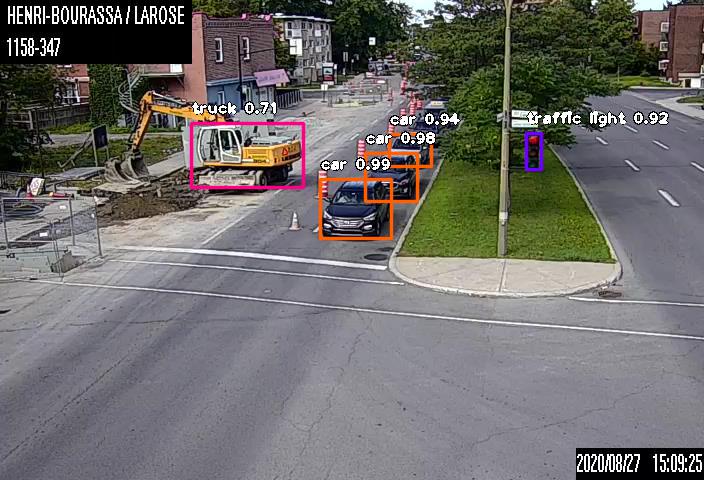 HENRI-BOURASSA / LAROSE
1158-347
truck 0.71
car 0.94
traffic light 0.92
car 0.98
car 0.99
2020/08/27 15:09:25